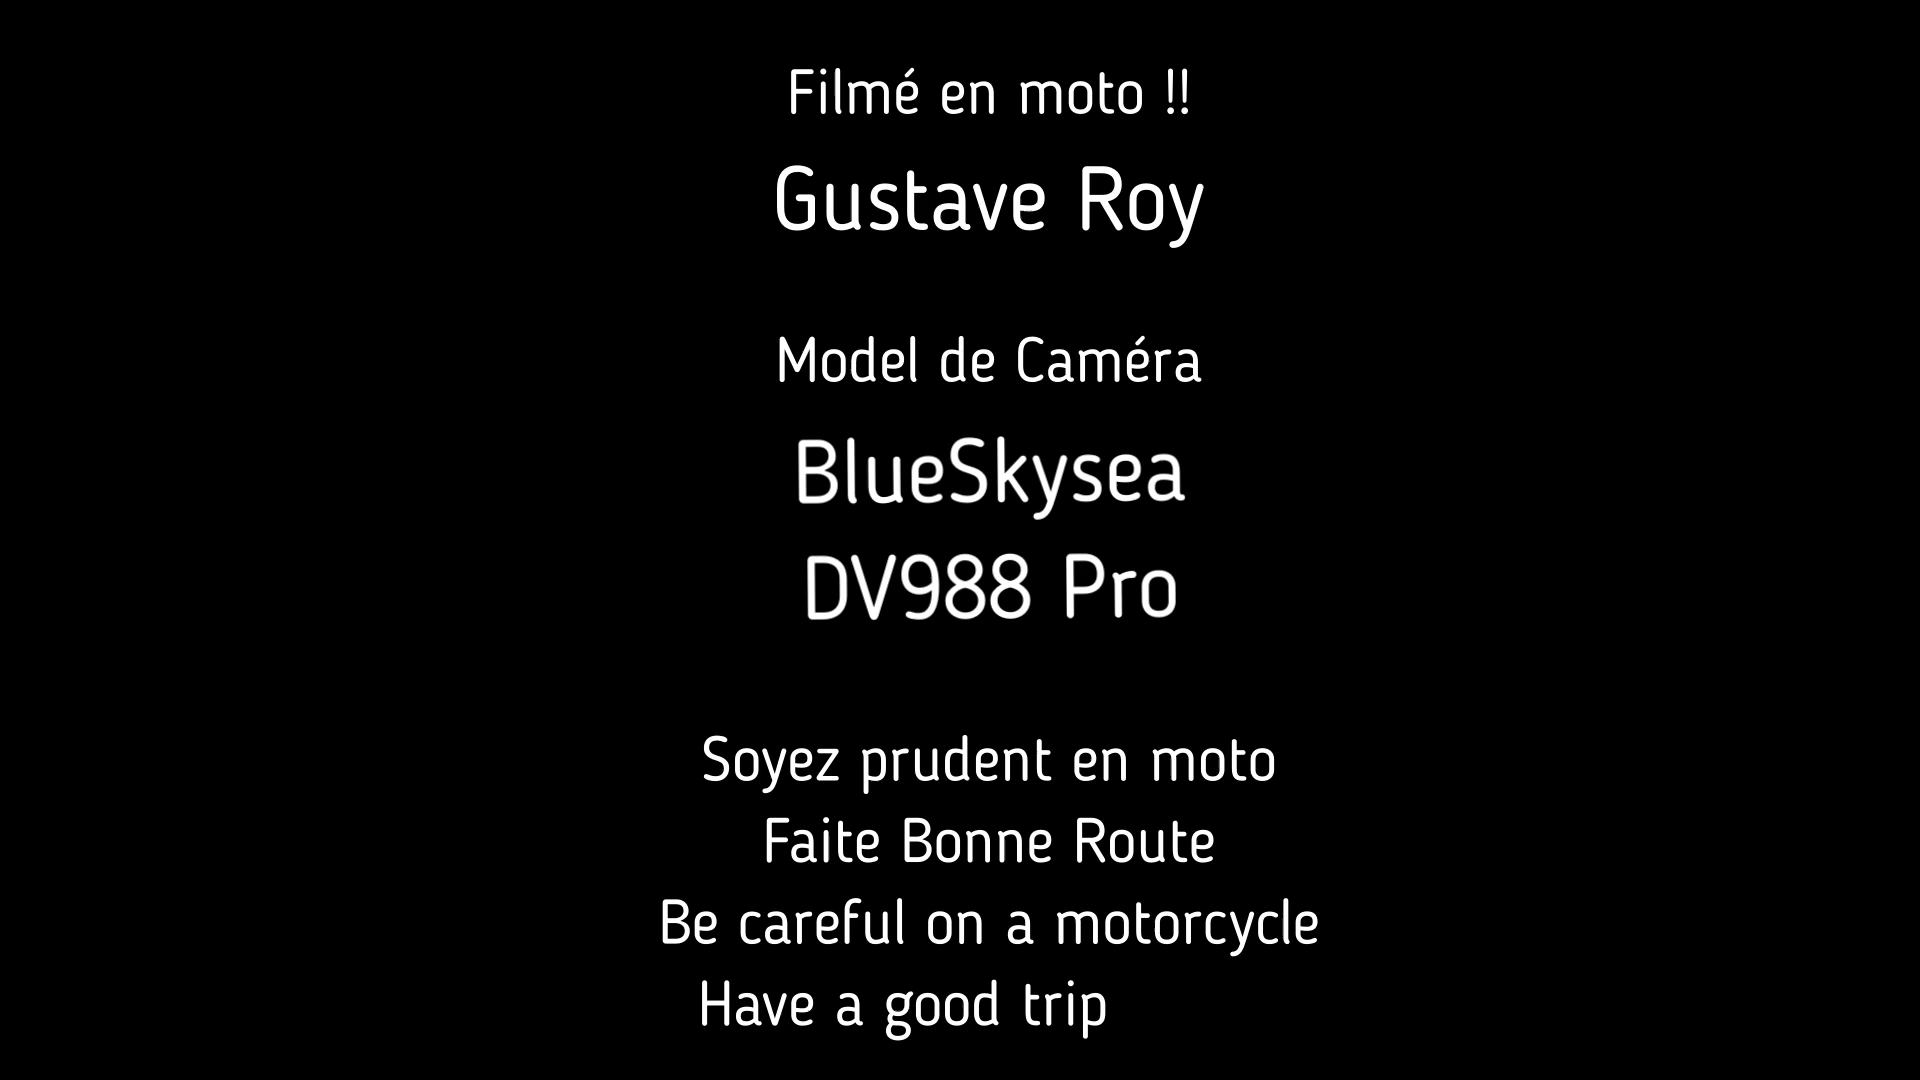 Filmé en moto !!
Gustave Roy
Model de Caméra
BlueSkysea
DV988 Pro
Soyez prudent en moto
Faite Bonne Route
Be careful on a motorcycle
Have a good trip